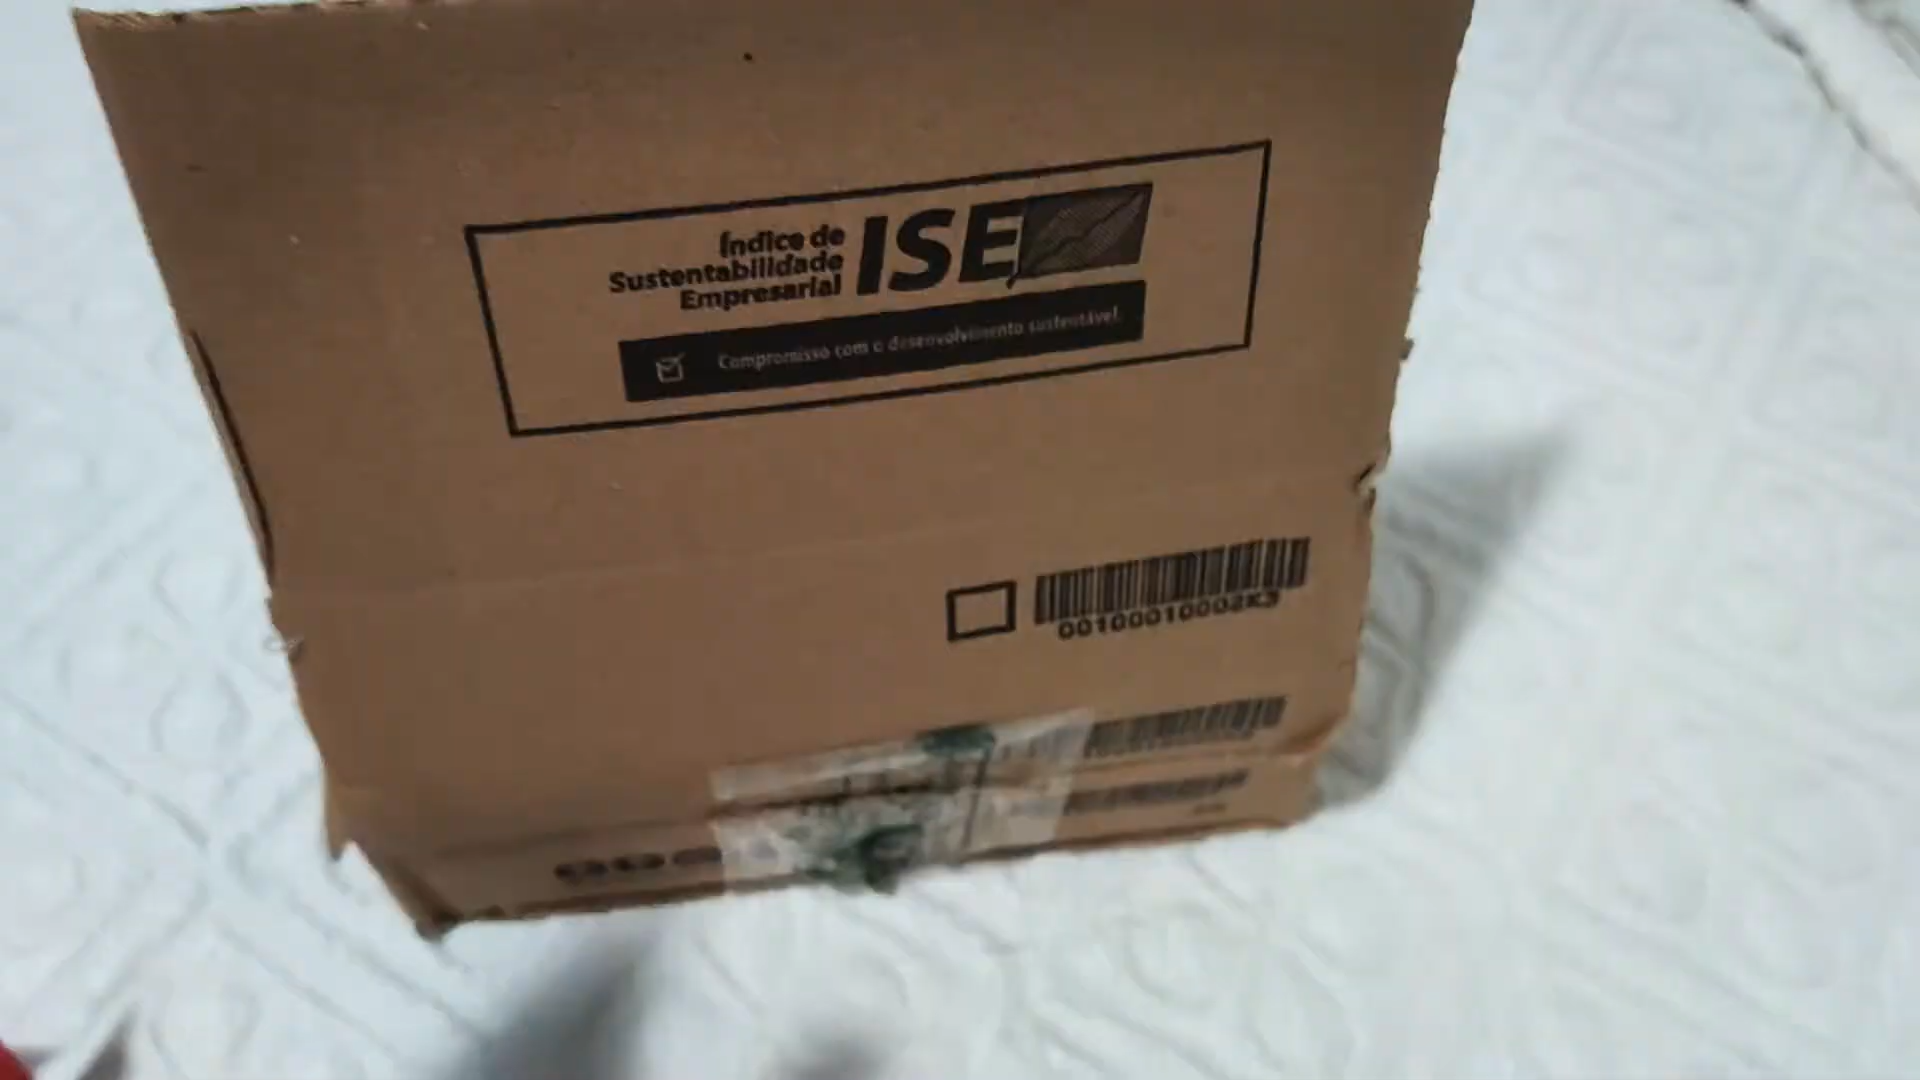 Índice de
Sustentabilidade
Empresarial
ISE
Compromisso com o desenvolvimento sustentável.
00100010002K3